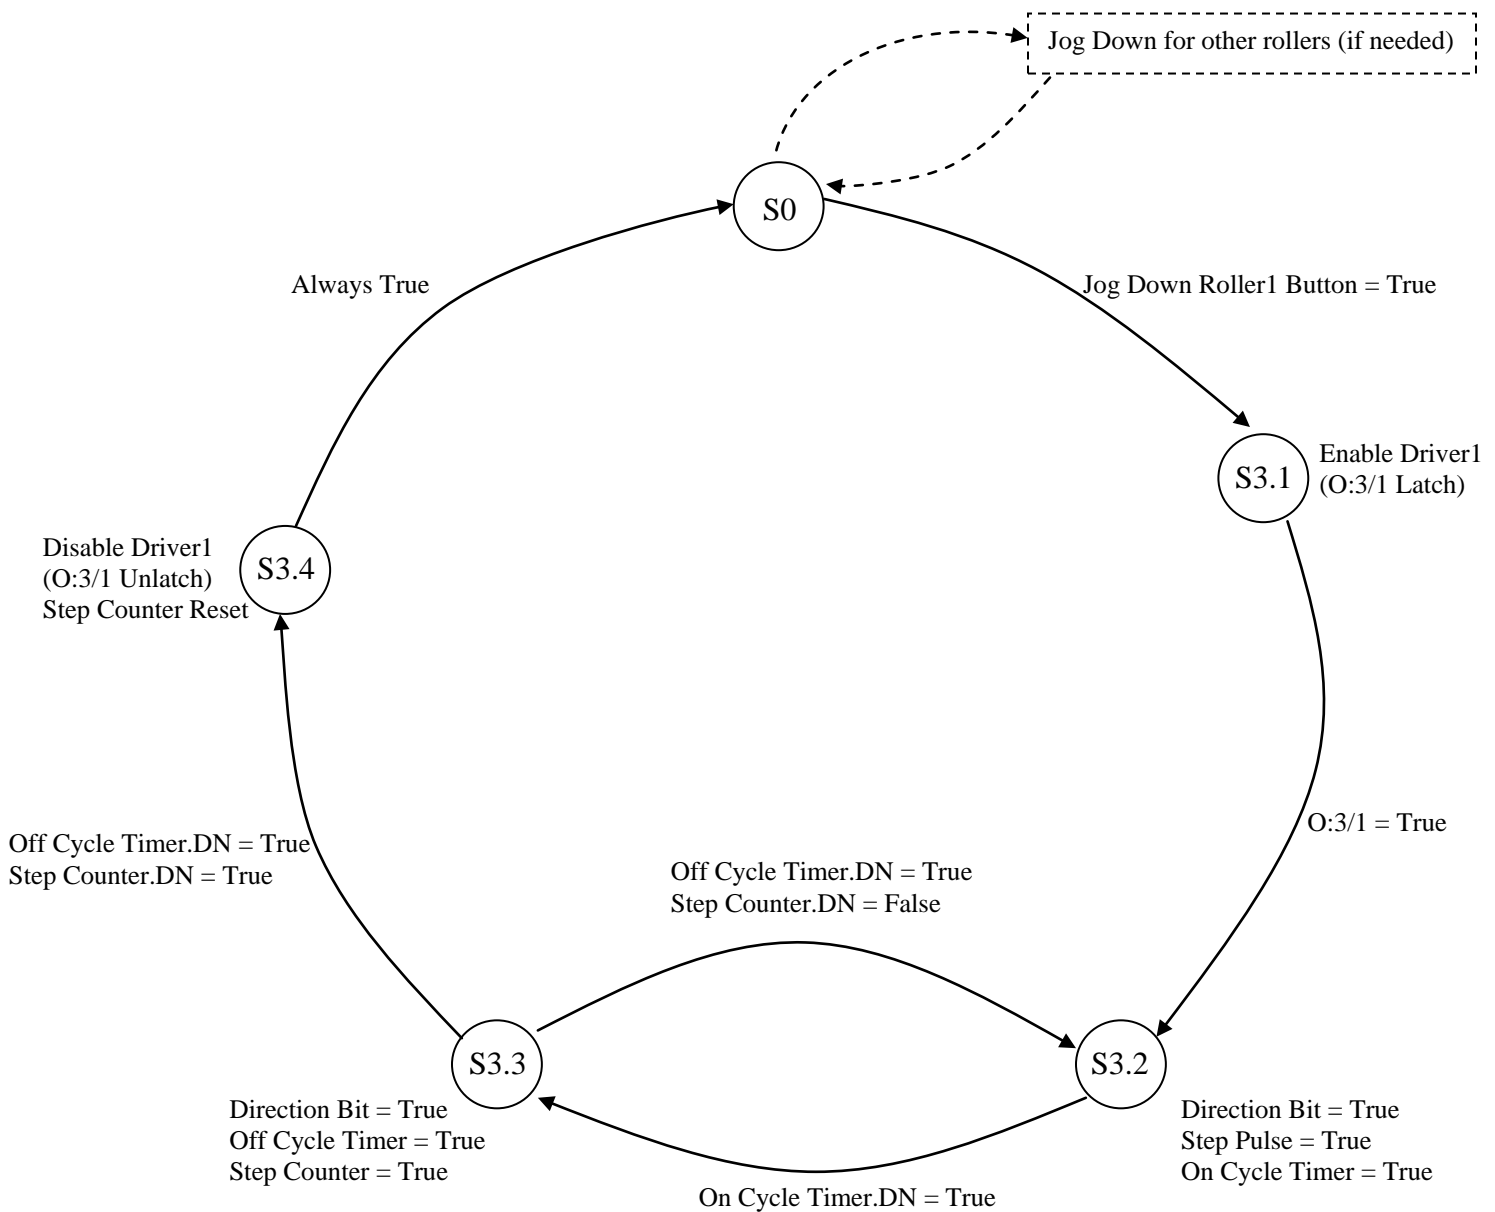 Jog Down for other rollers (if needed)
S0
Always True
Jog Down Roller1 Button = True
S3.1
Enable Driver1
(O:3/1 Latch)
Disable Driver1
(O:3/1 Unlatch)
Step Counter Reset
S3.4
O:3/1 = True
Off Cycle Timer.DN = True
Step Counter.DN = True
Off Cycle Timer.DN = True
Step Counter.DN = False
S3.3
S3.2
Direction Bit = True
Off Cycle Timer = True
Step Counter = True
Direction Bit = True
Step Pulse = True
On Cycle Timer = True
On Cycle Timer.DN = True